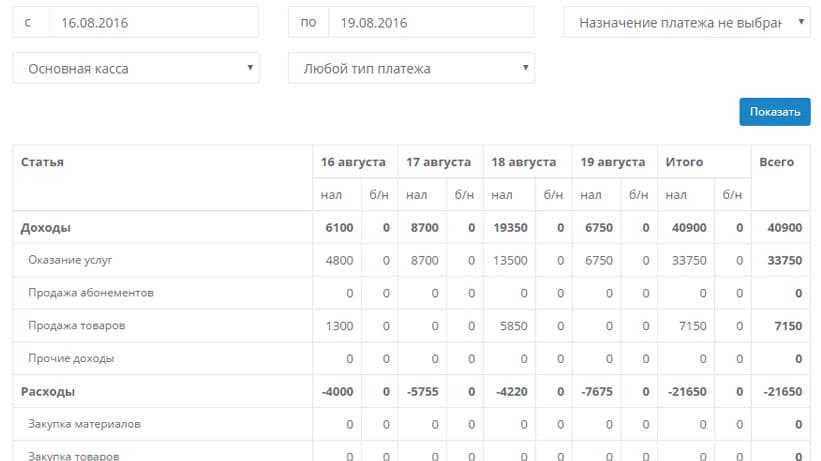 с 16.08.2016 по 19.08.2016 Назначение платежа не выбран
Основная касса Любой тип платежа
Показать
Статья 16 августа 17 августа 18 августа 19 августа Итого Всего
нал б/н нал б/н нал б/н нал б/н нал б/н
Доходы 6100 0 8700 0 19350 0 6750 0 40900 0 40900
Оказание услуг 4800 0 8700 0 13500 0 6750 0 33750 0 33750
Продажа абонементов 0 0 0 0 0 0 0 0 0 0 0
Продажа товаров 1300 0 0 0 5850 0 0 0 7150 0 7150
Прочие доходы 0 0 0 0 0 0 0 0 0 0 0
Расходы -4000 0 -5755 0 -4220 0 -7675 0 -21650 0 -21650
Закупка материалов 0 0 0 0 0 0 0 0 0 0 0
Закупка товаров 0 0 0 0 0 0 0 0 0 0 0